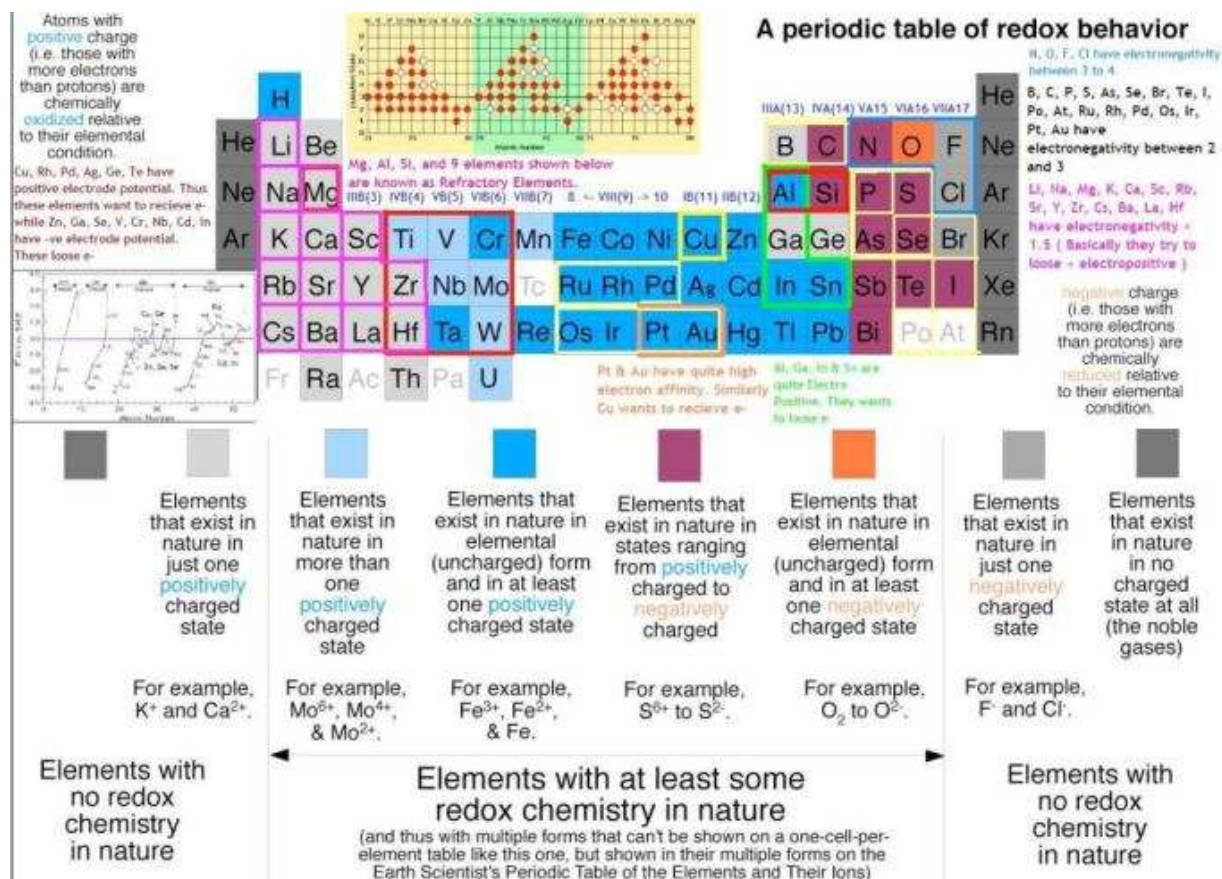 Atoms with
positive charge
(i.e. those with
more electrons
than protons) are
chemically
oxidized relative
to their elemental
condition.
Cu, Rh, Pd, Ag, Ge, Te have
positive electrode potential. Thus
these elements want to recieve e-
while Zn, Ga, Se, V, Cr, Nb, Cd, In
have -ve electrode potential.
These loose e-
Atomic Number
A periodic table of redox behavior
N, O, F, Cl have electronegativity
between 3 to 4
B, C, P, S, As, Se, Br, Te, I,
Po, At, Ru, Rh, Pd, Os, Ir,
Pt, Au have
electronegativity between 2
and 3
Li, Na, Mg, K, Ca, Sc, Rb,
Sr, Y, Zr, Cs, Ba, La, Hf
have electronegativity <
1.5 ( Basically they try to
loose - electropositive )
negative charge
(i.e. those with
more electrons
than protons) are
chemically
reduced relative
to their elemental
condition.
Mg, Al, Si, and 9 elements shown below
are known as Refractory Elements.
IIIA(13) IVA(14) VA15 VIA16 VIIA17
IIIB(3) IVB(4) VB(5) VIB(6) VIIB(7) 8 <- VIII(9) -> 10 IB(11) IIB(12)
H He
He Li Be B C N O F Ne
Ne Na Mg Al Si P S Cl Ar
Ar K Ca Sc Ti V Cr Mn Fe Co Ni Cu Zn Ga Ge As Se Br Kr
Rb Sr Y Zr Nb Mo Tc Ru Rh Pd Ag Cd In Sn Sb Te I Xe
Cs Ba La Hf Ta W Re Os Ir Pt Au Hg Tl Pb Bi Po At Rn
Fr Ra Ac Th Pa U
Pt & Au have quite high
electron affinity. Similarly
Cu wants to recieve e-
Ga, In & Sn are
quite Electro
Positive. They wants
to loose e-
Elements
that exist in
nature in
just one
positively
charged
state
For example,
K⁺ and Ca²⁺.
Elements
that exist in
nature in
more than
one
positively
charged
state
For example,
Mo⁶⁺, Mo⁴⁺,
& Mo²⁺.
Elements that
exist in nature in
elemental
(uncharged) form
and in at least
one positively
charged state
For example,
Fe³⁺, Fe²⁺,
& Fe.
Elements that
exist in nature in
states ranging
from positively
charged to
negatively
charged
For example,
S⁶⁺ to S²⁻.
Elements that
exist in nature in
elemental
(uncharged) form
and in at least
one negatively
charged state
For example,
O₂ to O²⁻.
Elements
that exist in
nature in
just one
negatively
charged
state
For example,
F⁻ and Cl⁻.
Elements
that exist
in nature
in no
charged
state at all
(the noble
gases)
Elements with
no redox
chemistry
in nature
Elements with at least some
redox chemistry in nature
(and thus with multiple forms that can't be shown on a one-cell-per-
element table like this one, but shown in their multiple forms on the
Earth Scientist's Periodic Table of the Elements and Their Ions)
Elements with
no redox
chemistry
in nature